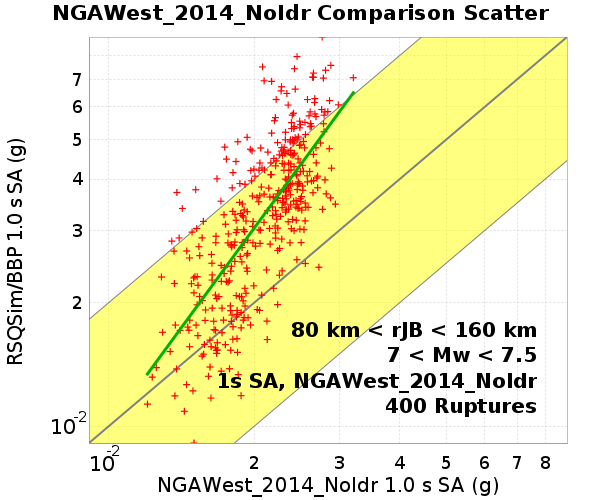 NGAWest_2014_NoIdr Comparison Scatter
RSQSim/BBP 1.0 s SA (g)
7
6
5
4
3
2
10-2
80 km < rJB < 160 km
7 < Mw < 7.5
1s SA, NGAWest_2014_NoIdr
400 Ruptures
10-2 2 3 4 5 6 7 8
NGAWest_2014_NoIdr 1.0 s SA (g)